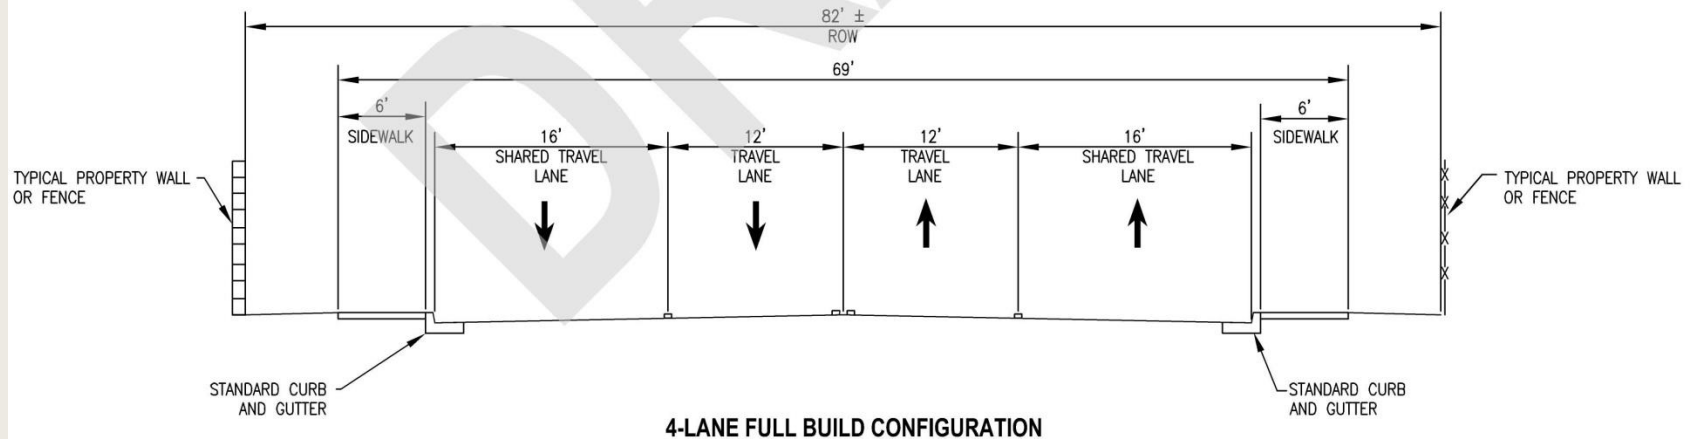 82' ±
ROW
69'
6'
SIDEWALK
16'
SHARED TRAVEL
LANE
12'
TRAVEL
LANE
12'
TRAVEL
LANE
16'
SHARED TRAVEL
LANE
6'
SIDEWALK
TYPICAL PROPERTY WALL
OR FENCE
TYPICAL PROPERTY WALL
OR FENCE
STANDARD CURB
AND GUTTER
STANDARD CURB
AND GUTTER
4-LANE FULL BUILD CONFIGURATION